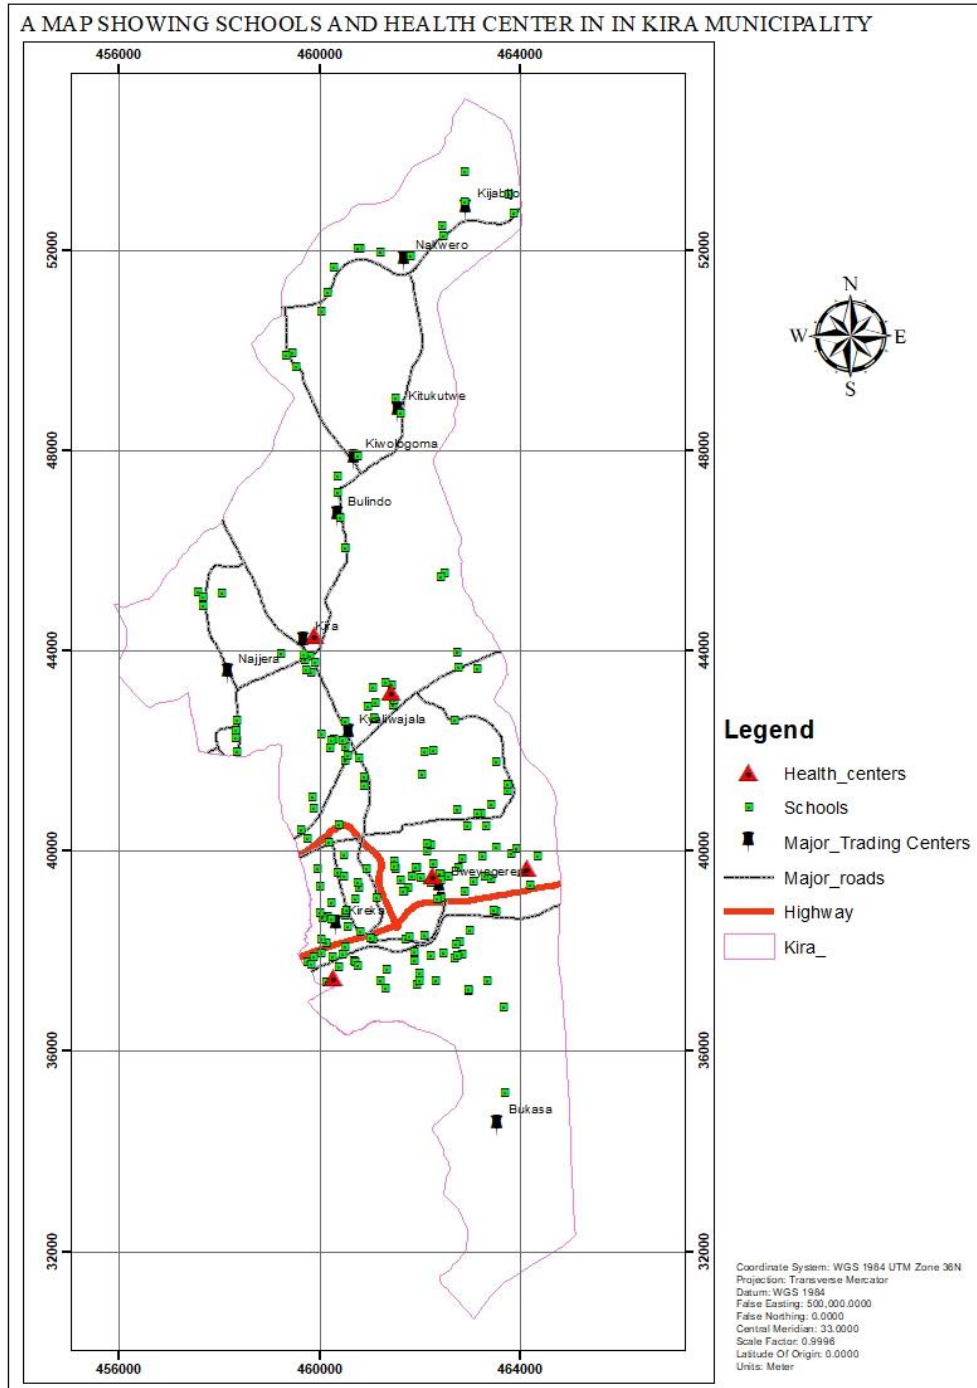 A MAP SHOWING SCHOOLS AND HEALTH CENTER IN IN KIRA MUNICIPALITY
456000 460000 464000
Kijabijo
Nakwero
52000 52000
N
W E
S
Kitukutwe
Kiwologoma
48000 48000
Bulindo
Kira
44000 44000
Najjera
Kyaliwajala
Legend
Health_centers
Schools
Major_Trading Centers
Major_roads
Highway
Kira_
40000 40000
Bweyogerere
Kireka
36000 36000
Bukasa
32000 32000
Coordinate System: WGS 1984 UTM Zone 36N
Projection: Transverse Mercator
Datum: WGS 1984
False Easting: 500,000.0000
False Northing: 0.0000
Central Meridian: 33.0000
Scale Factor: 0.9996
Latitude Of Origin: 0.0000
Units: Meter
456000 460000 464000